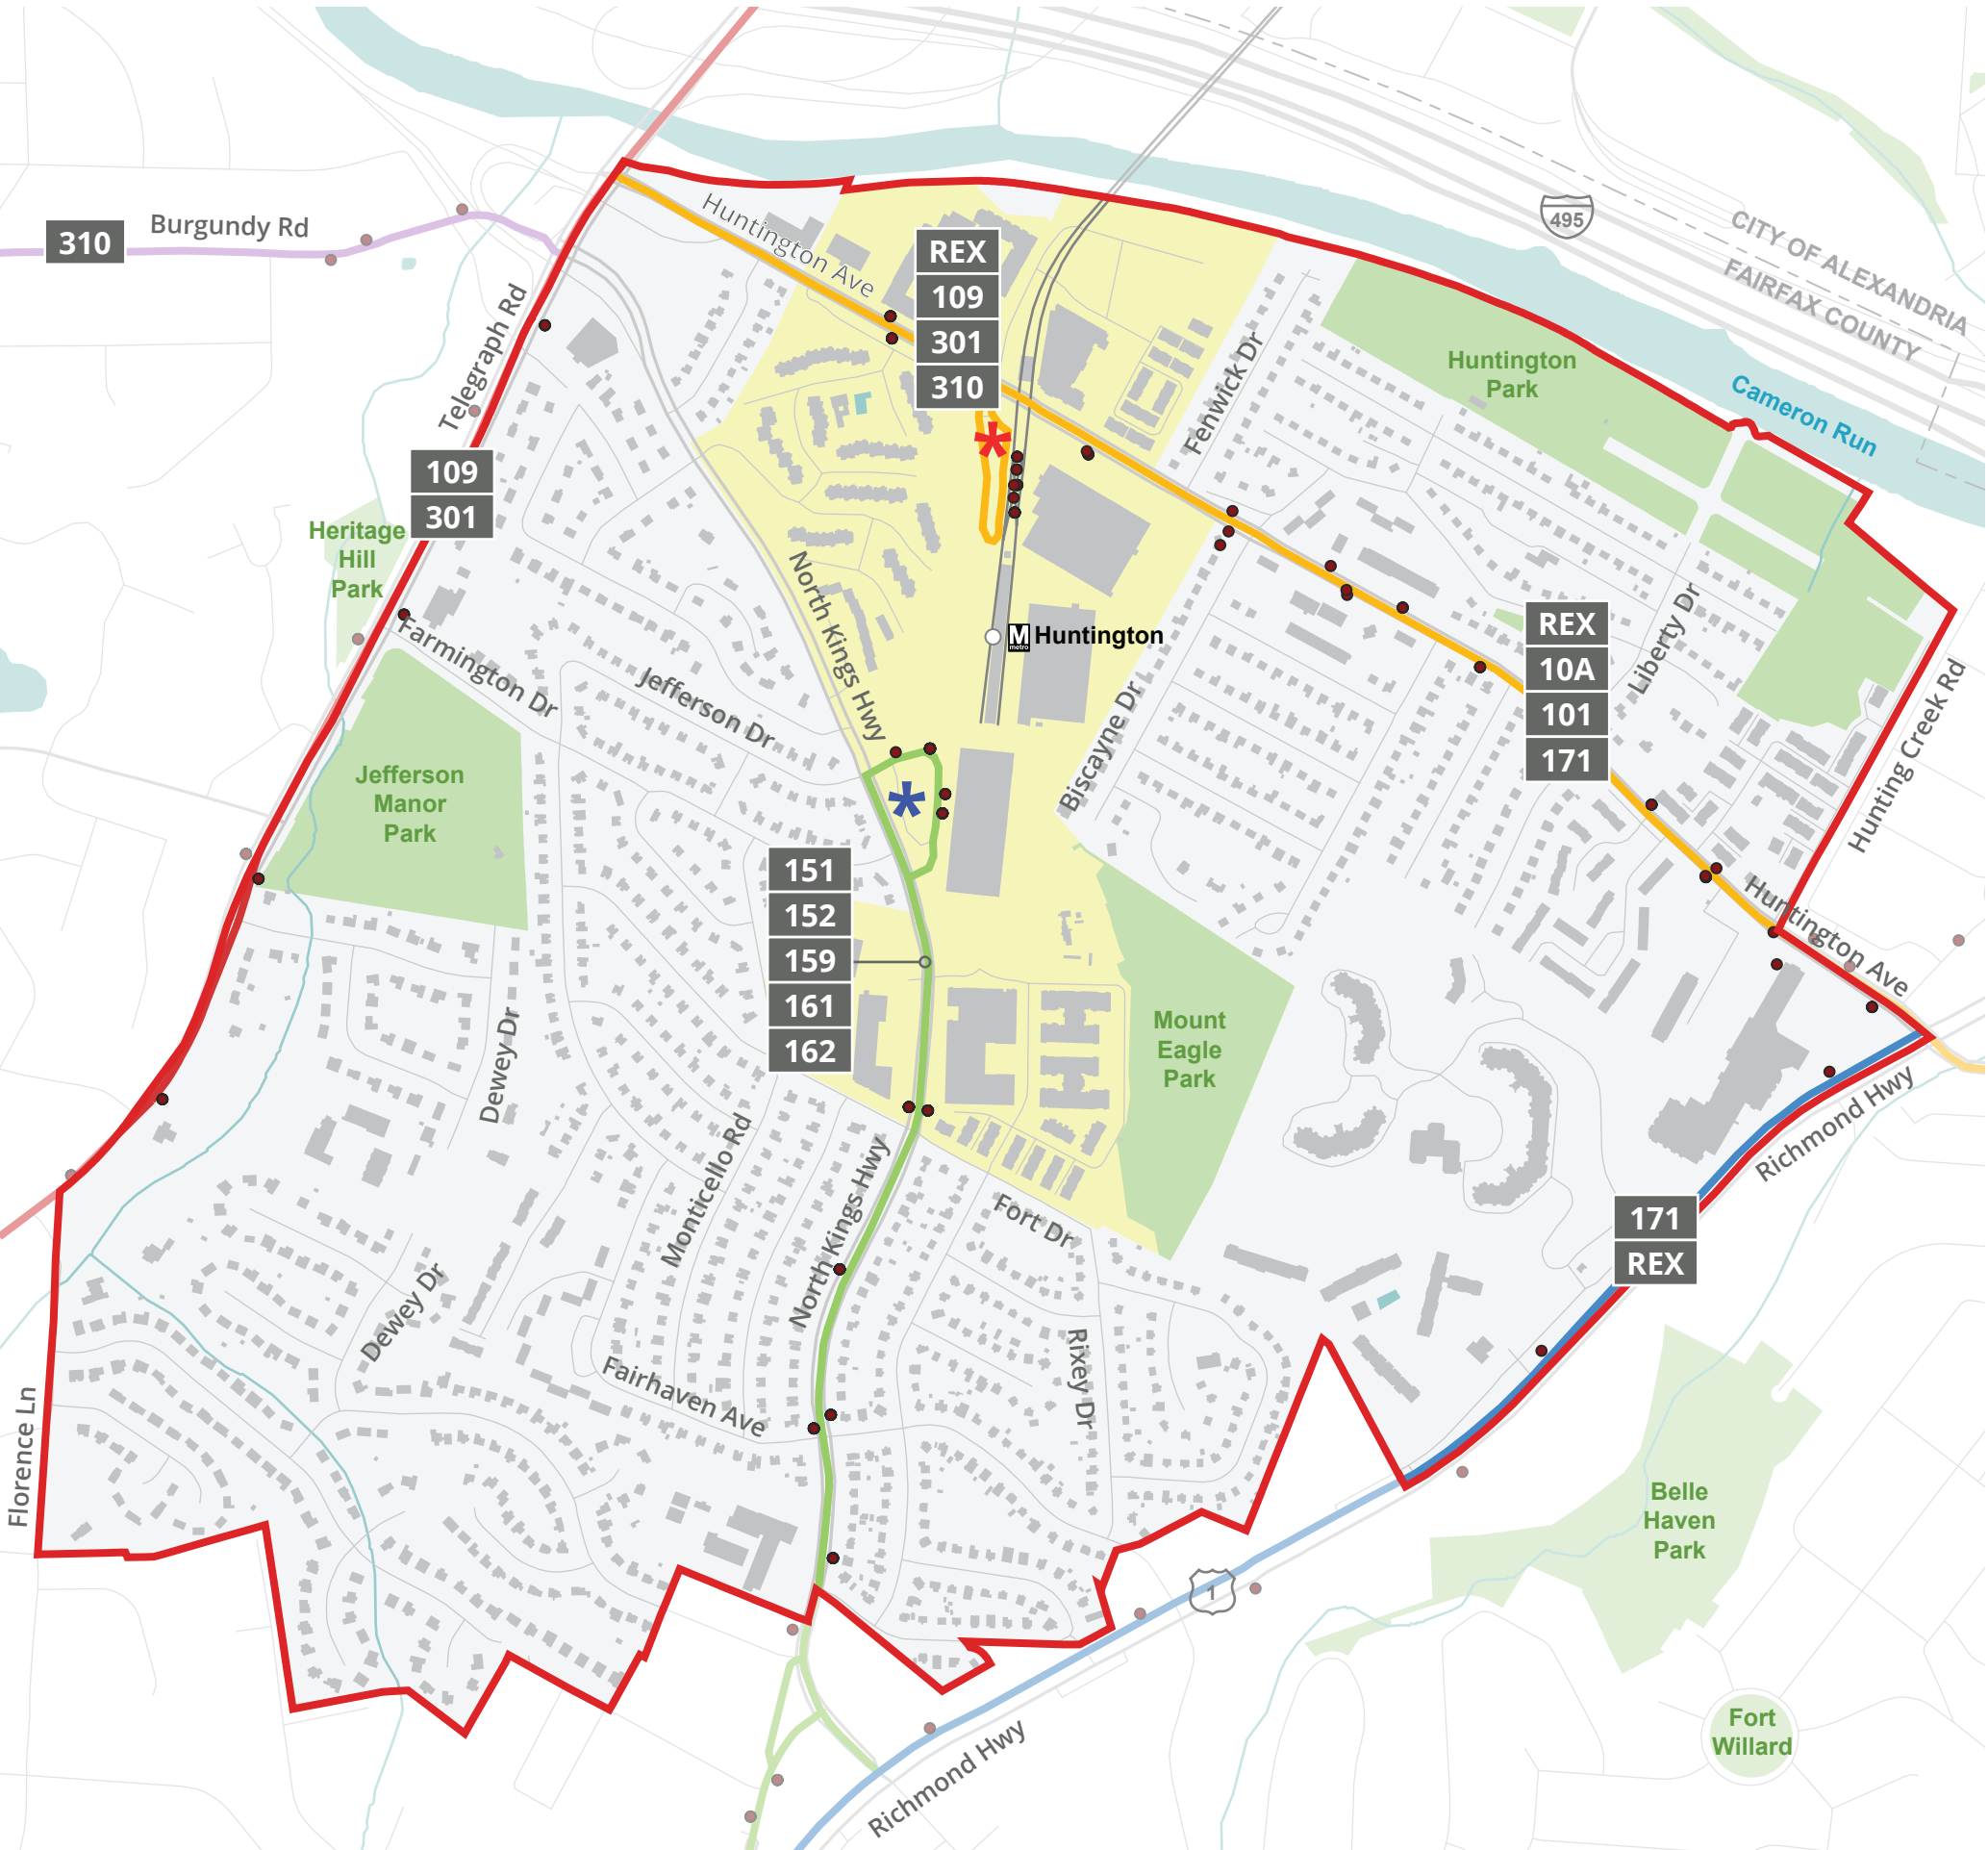 310
Burgundy Rd
Huntington Ave
REX
109
301
310
495
CITY OF ALEXANDRIA
FAIRFAX COUNTY
Telegraph Rd
Fenwick Dr
Huntington
Park
Cameron Run
109
301
Heritage
Hill
Park
North Kings Hwy
*
M
metro
Huntington
REX
10A
101
171
Liberty Dr
Farmington Dr
Jefferson Dr
Biscayne Dr
Hunting Creek Rd
Jefferson
Manor
Park
*
151
152
159
161
162
Huntington Ave
Dewey Dr
Mount
Eagle
Park
Richmond Hwy
Monticello Rd
North Kings Hwy
Fort Dr
171
REX
Dewey Dr
Rixey Dr
Fairhaven Ave
Florence Ln
Belle
Haven
Park
1
Richmond Hwy
Fort
Willard